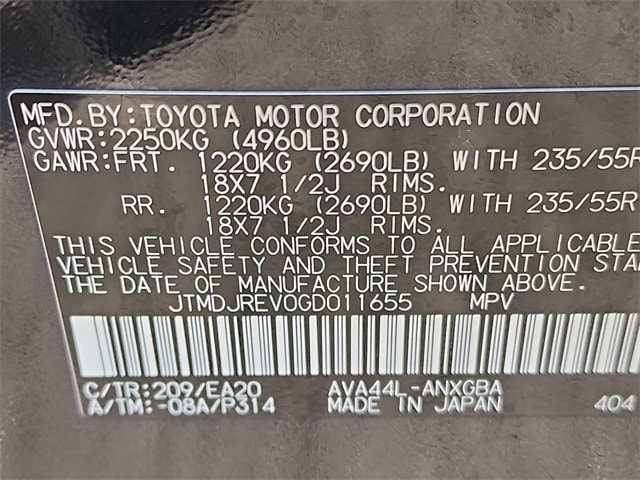 MFD.BY:TOYOTA MOTOR CORPORATION
GVWR:2250KG (4960LB)
GAWR:FRT. 1220KG (2690LB) WITH 235/55R
18X7 1/2J RIMS.
RR. 1220KG (2690LB) WITH 235/55R
18X7 1/2J RIMS.
THIS VEHICLE CONFORMS TO ALL APPLICABLE
VEHICLE SAFETY AND THEFT PREVENTION STA
THE DATE OF MANUFACTURE SHOWN ABOVE.
JTMDJREV0GD011655 MPV
C/TR:209/EA20 AVA44L-ANXGBA
A/TM:-08A/P314 MADE IN JAPAN 404